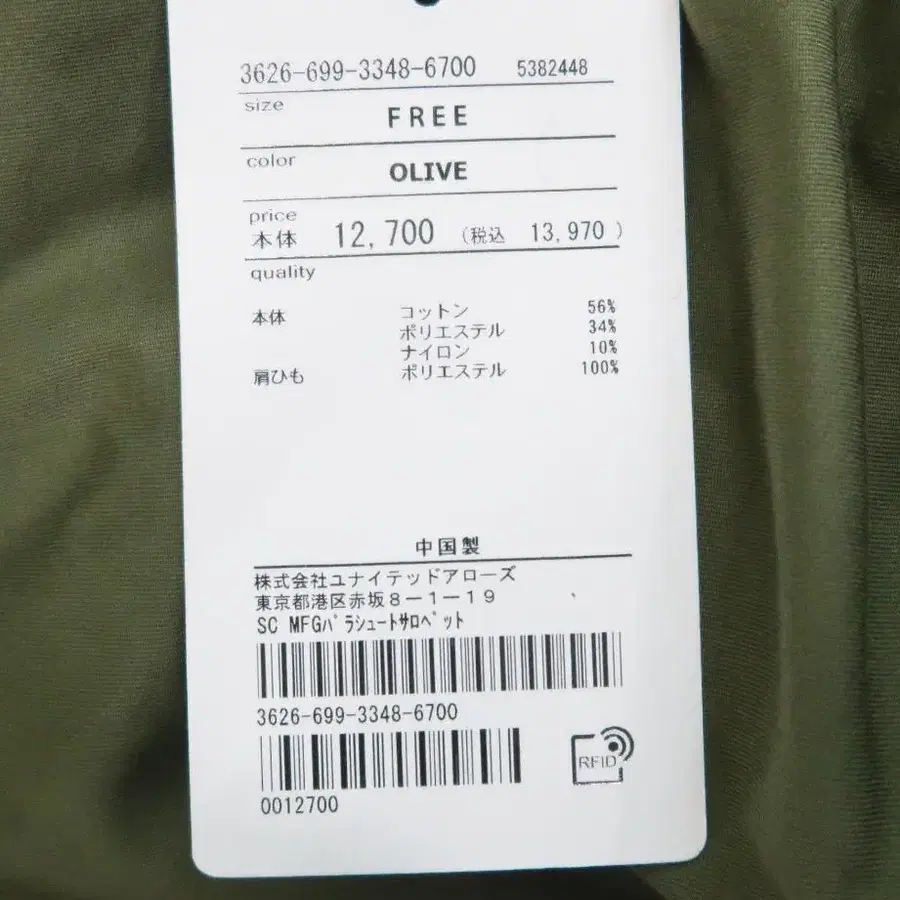 3626-699-3348-6700 5382448
size
FREE
color
OLIVE
price
本体 12,700 (税込 13,970 )
quality
本体 コットン 56%
ポリエステル 34%
ナイロン 10%
肩ひも ポリエステル 100%
中国製
株式会社ユナイテッドアローズ
東京都港区赤坂8ー1ー19
SC MFGパラシュートサロペット
3626-699-3348-6700
RFID
0012700